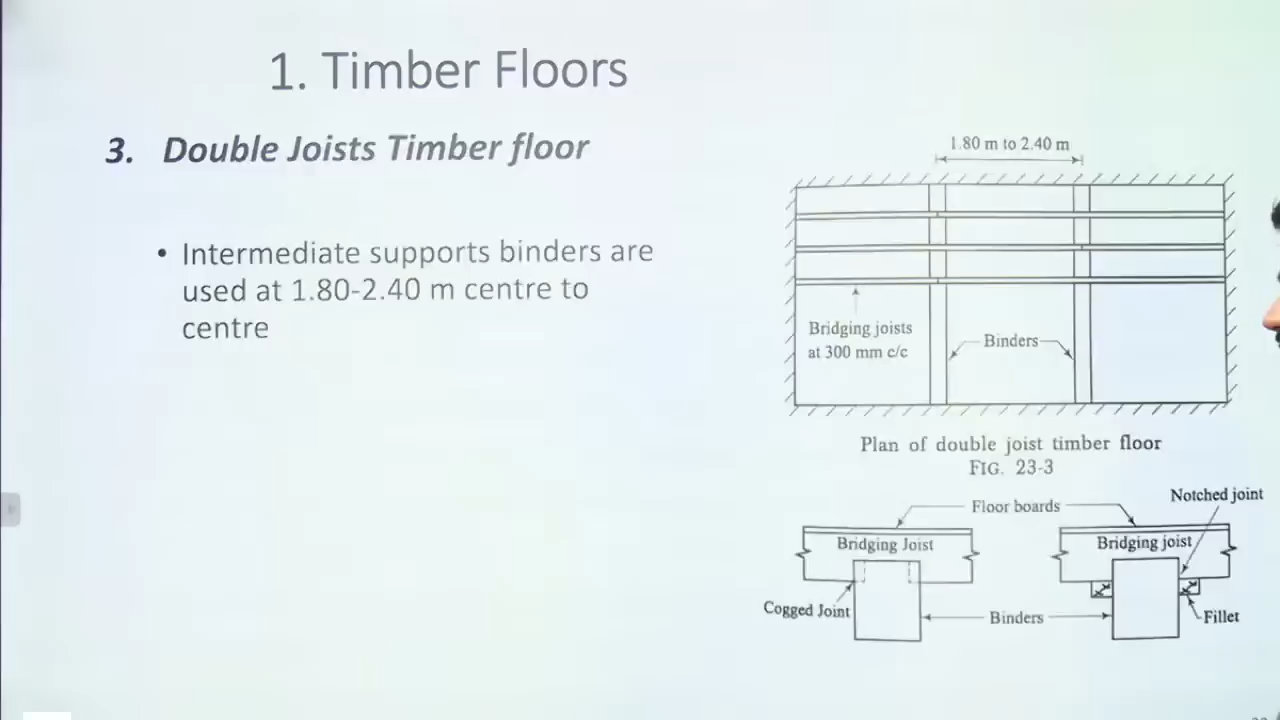 1. Timber Floors
3. Double Joists Timber floor
• Intermediate supports binders are
used at 1.80-2.40 m centre to
centre
1.80 m to 2.40 m
Bridging joists
at 300 mm c/c
Binders
Plan of double joist timber floor
FIG. 23-3
Notched joint
Floor boards
Bridging Joist
Bridging joist
Cogged Joint
Binders
Fillet